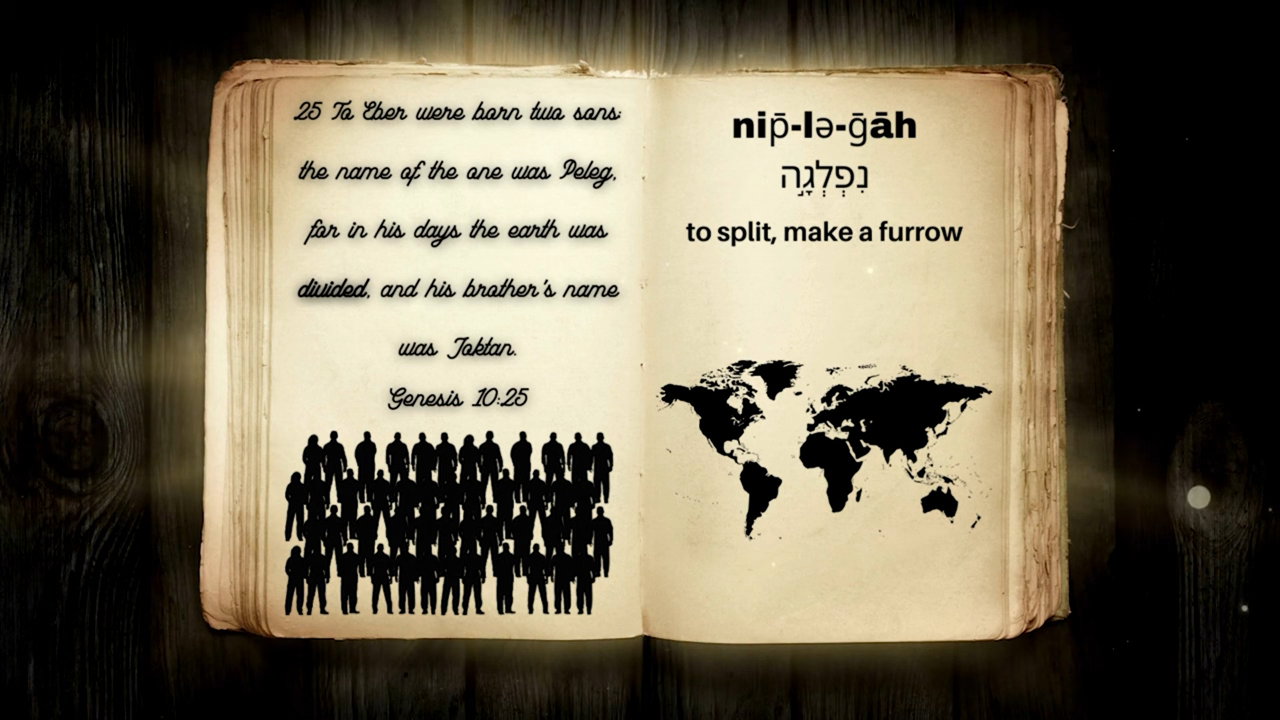 25 To Eber were born two sons:
the name of the one was Peleg,
for in his days the earth was
divided, and his brother's name
was Joktan.
Genesis 10:25
nip̄-lə-ḡāh
נִפְלְגָ֣ה
to split, make a furrow